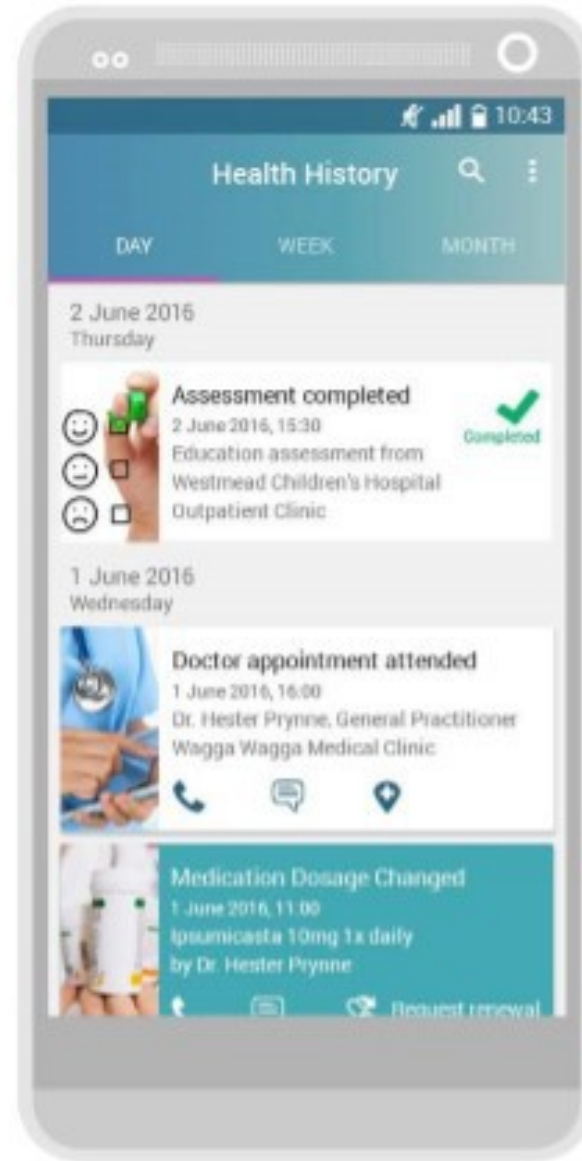 10:43
Health History
DAY WEEK MONTH
2 June 2016
Thursday
Assessment completed
2 June 2016, 15:30
Completed
Education assessment from
Westmead Children's Hospital
Outpatient Clinic
1 June 2016
Wednesday
Doctor appointment attended
1 June 2016, 16:00
Dr. Hester Prynne, General Practitioner
Wagga Wagga Medical Clinic
Medication Dosage Changed
1 June 2016, 11:00
Ipsumicasta 10mg 1x daily
by Dr. Hester Prynne
Request renewal